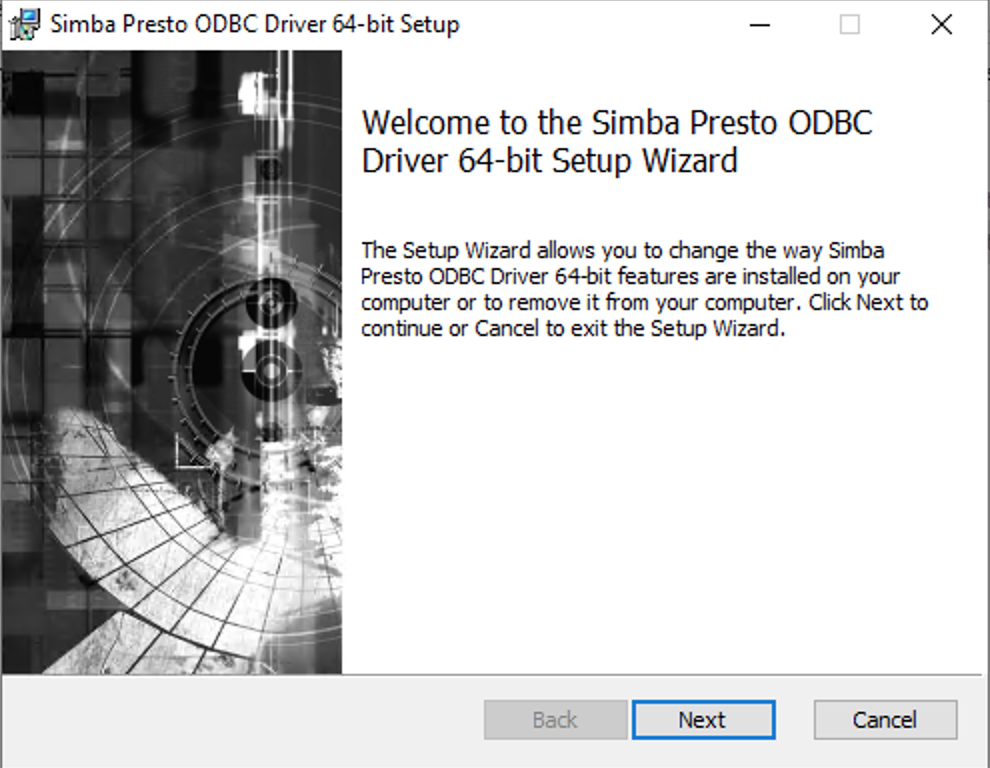 Simba Presto ODBC Driver 64-bit Setup
Welcome to the Simba Presto ODBC
Driver 64-bit Setup Wizard
The Setup Wizard allows you to change the way Simba
Presto ODBC Driver 64-bit features are installed on your
computer or to remove it from your computer. Click Next to
continue or Cancel to exit the Setup Wizard.
Back
Next
Cancel